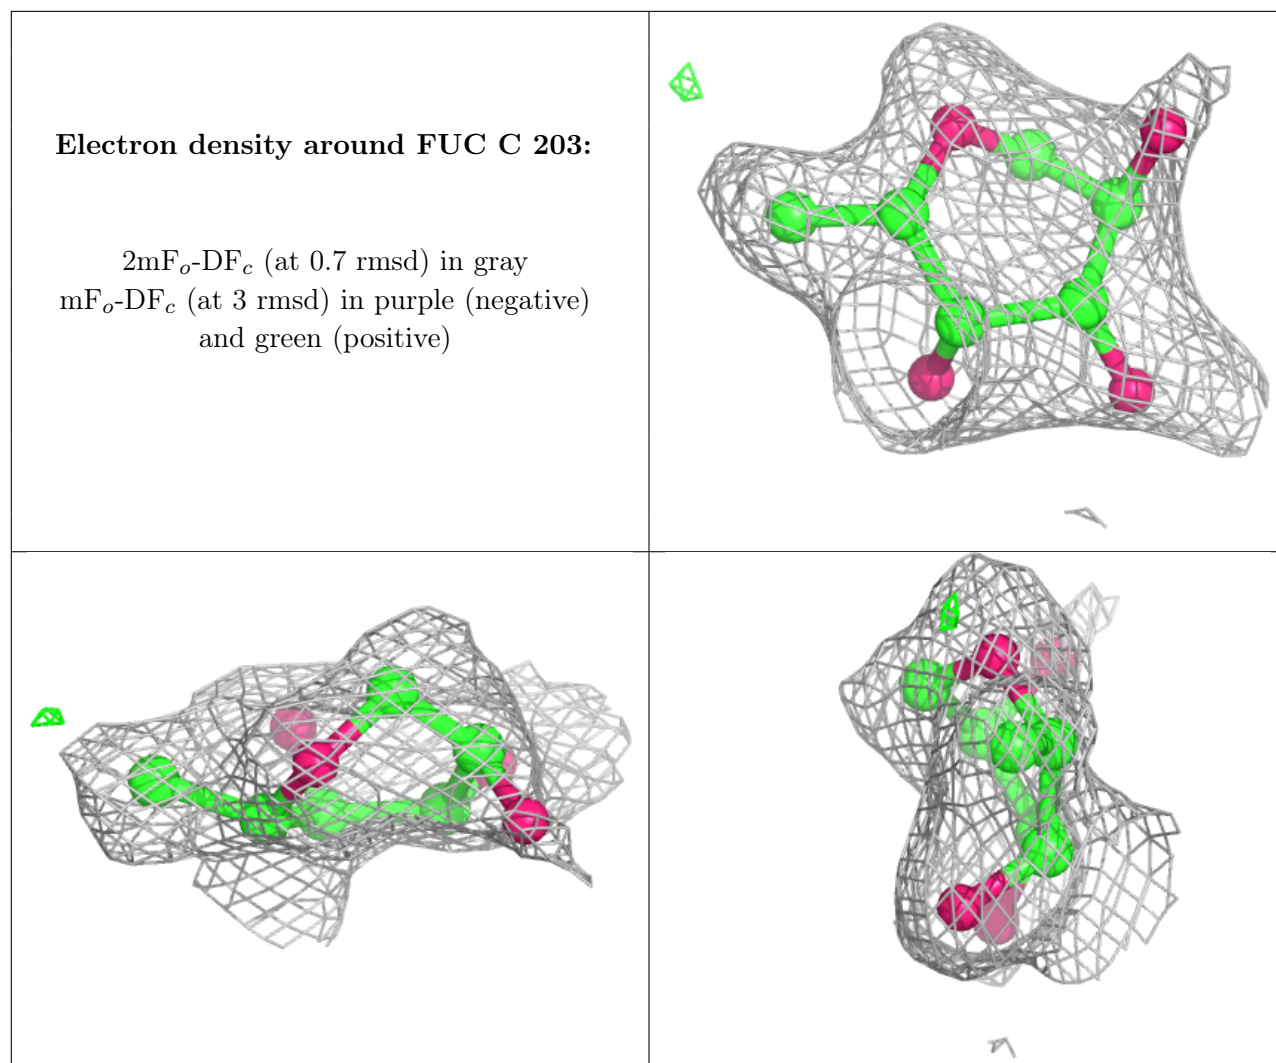 Electron density around FUC C 203:
2mFo-DFc (at 0.7 rmsd) in gray
mFo-DFc (at 3 rmsd) in purple (negative)
and green (positive)